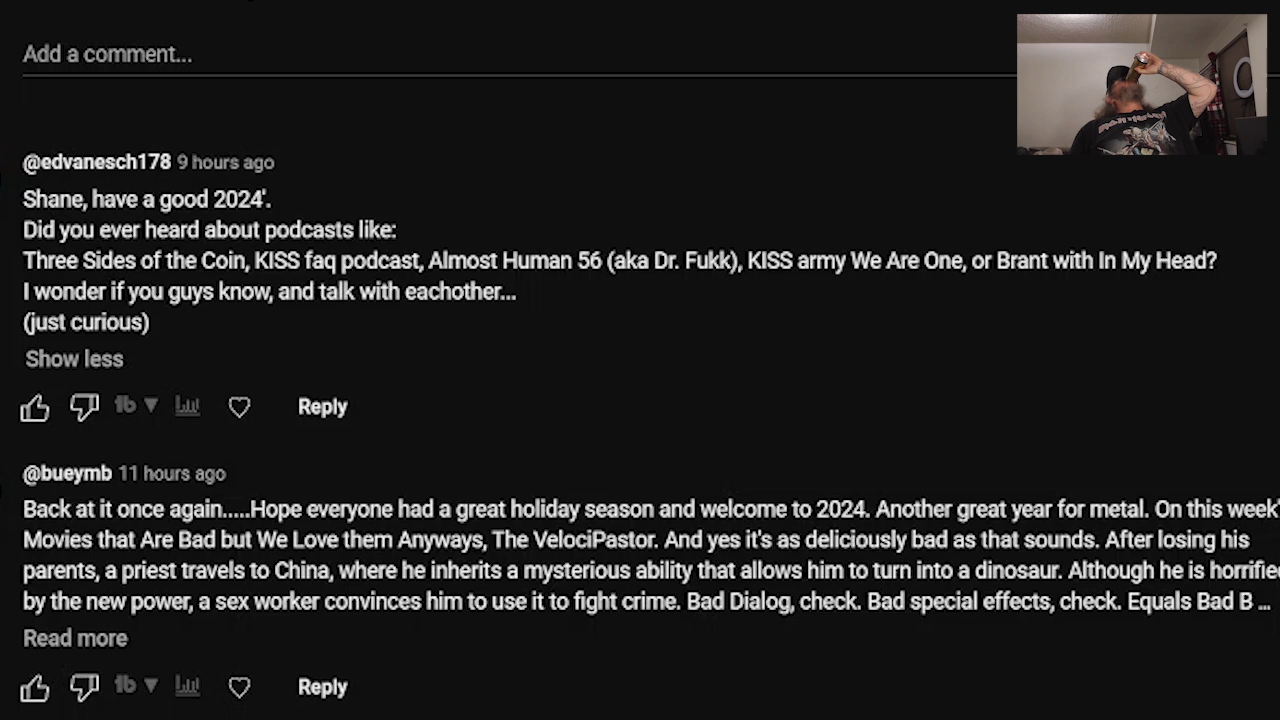 Add a comment...
@edvanesch178 9 hours ago
Shane, have a good 2024'.
Did you ever heard about podcasts like:
Three Sides of the Coin, KISS faq podcast, Almost Human 56 (aka Dr. Fukk), KISS army We Are One, or Brant with In My Head?
I wonder if you guys know, and talk with eachother...
(just curious)
Show less
Reply
@bueymb 11 hours ago
Back at it once again.....Hope everyone had a great holiday season and welcome to 2024. Another great year for metal. On this week'
Movies that Are Bad but We Love them Anyways, The VelociPastor. And yes it's as deliciously bad as that sounds. After losing his
parents, a priest travels to China, where he inherits a mysterious ability that allows him to turn into a dinosaur. Although he is horrified
by the new power, a sex worker convinces him to use it to fight crime. Bad Dialog, check. Bad special effects, check. Equals Bad B ...
Read more
Reply